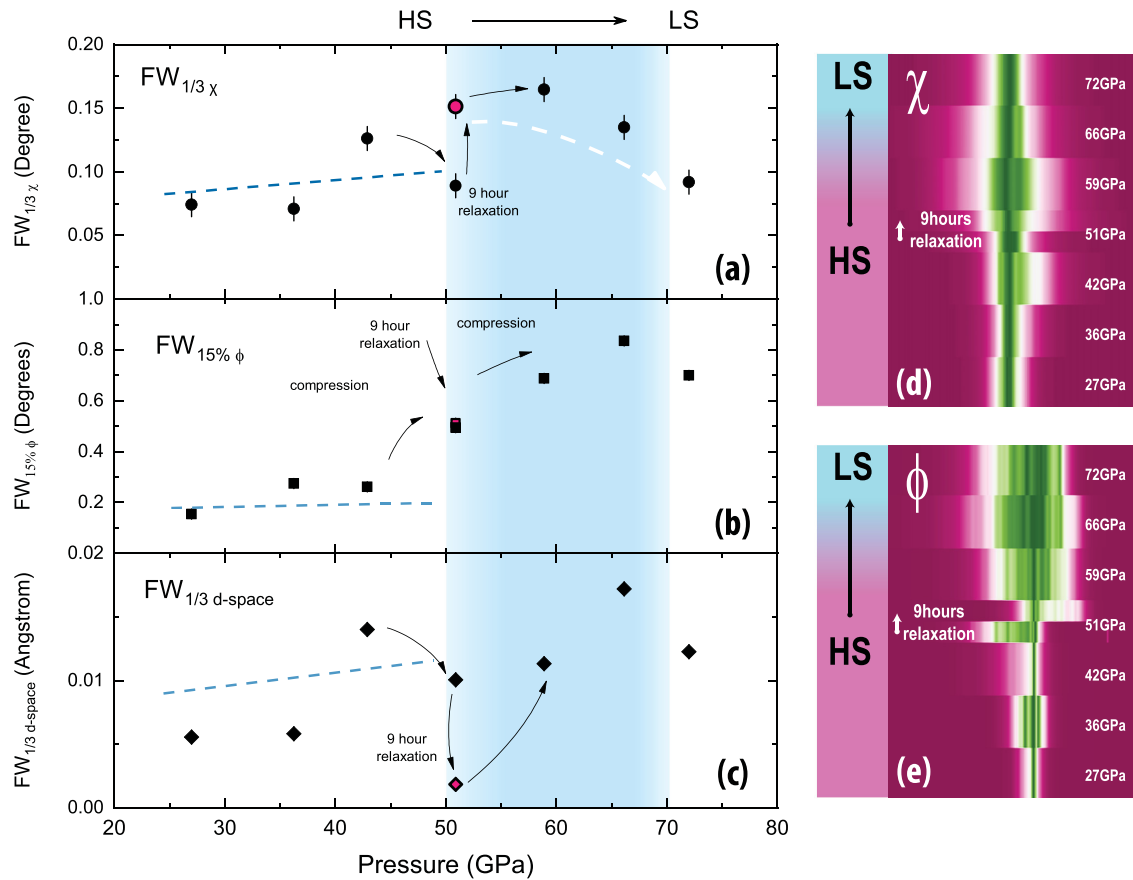 HS LS
0.20
FW1/3 χ
0.15
0.10
0.05
FW1/3 χ (Degree)
9 hour
relaxation
(a)
1.0
FW15% ϕ
9 hour
relaxation
compression
compression
0.8
0.6
0.4
0.2
FW15% ϕ (Degrees)
(b)
0.02
FW1/3 d-space
0.01
0.00
FW1/3 d-space (Angstrom)
9 hour
relaxation
(c)
20 30 40 50 60 70 80
Pressure (GPa)
LS
HS
χ
72GPa
66GPa
59GPa
9hours
relaxation
51GPa
42GPa
36GPa
27GPa
(d)
LS
HS
ϕ
72GPa
66GPa
59GPa
9hours
relaxation
51GPa
42GPa
36GPa
27GPa
(e)